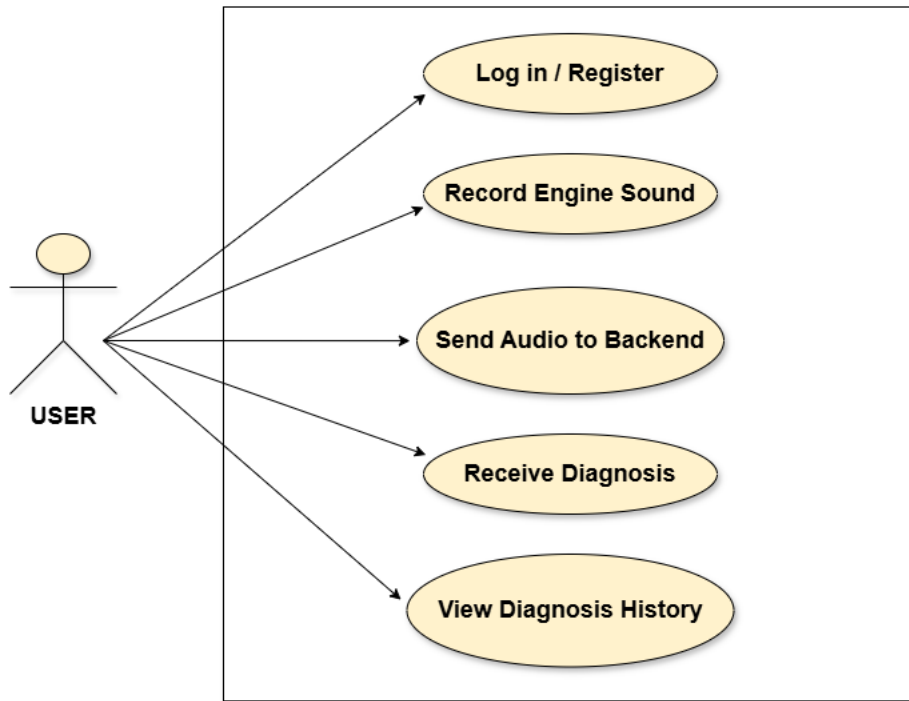 Log in / Register
Record Engine Sound
Send Audio to Backend
USER
Receive Diagnosis
View Diagnosis History